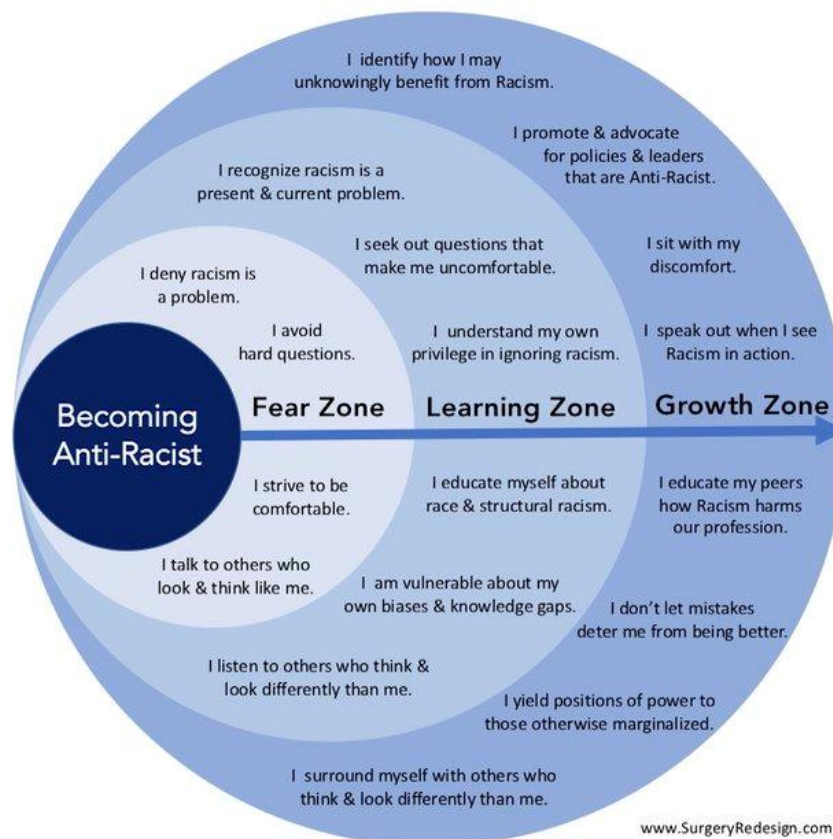 I identify how I may
unknowingly benefit from Racism.
I promote & advocate
for policies & leaders
that are Anti-Racist.
I recognize racism is a
present & current problem.
I seek out questions that
make me uncomfortable.
I sit with my
discomfort.
I deny racism is
a problem.
I avoid
hard questions.
I understand my own
privilege in ignoring racism.
I speak out when I see
Racism in action.
Becoming
Anti-Racist
Fear Zone
Learning Zone
Growth Zone
I strive to be
comfortable.
I educate myself about
race & structural racism.
I educate my peers
how Racism harms
our profession.
I talk to others who
look & think like me.
I am vulnerable about my
own biases & knowledge gaps.
I don't let mistakes
deter me from being better.
I listen to others who think &
look differently than me.
I yield positions of power to
those otherwise marginalized.
I surround myself with others who
think & look differently than me.
www.SurgeryRedesign.com